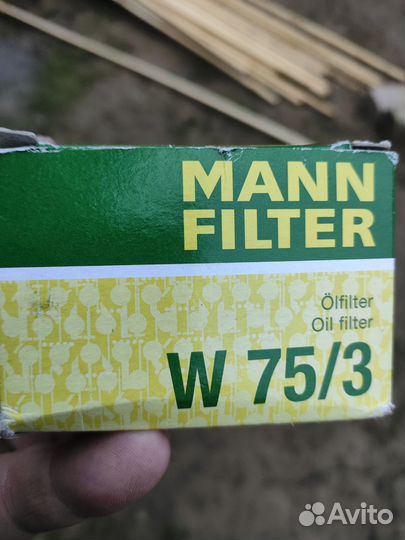 MANN
FILTER
Ölfilter
Oil filter
W 75/3
Avito